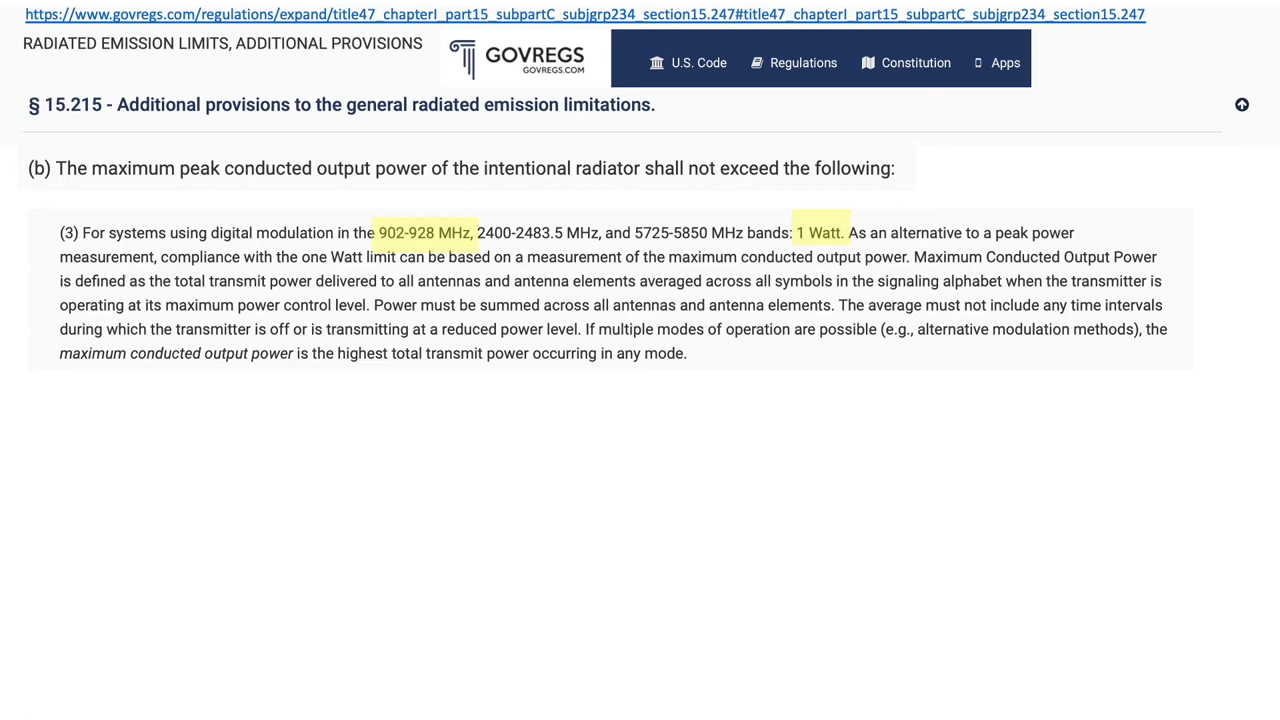 https://www.govregs.com/regulations/expand/title47_chapterI_part15_subpartC_subjgrp234_section15.247#title47_chapterI_part15_subpartC_subjgrp234_section15.247
RADIATED EMISSION LIMITS, ADDITIONAL PROVISIONS
GOVREGS
GOVREGS.COM
U.S. Code Regulations Constitution Apps
§ 15.215 - Additional provisions to the general radiated emission limitations.
(b) The maximum peak conducted output power of the intentional radiator shall not exceed the following:
(3) For systems using digital modulation in the 902-928 MHz, 2400-2483.5 MHz, and 5725-5850 MHz bands: 1 Watt. As an alternative to a peak power
measurement, compliance with the one Watt limit can be based on a measurement of the maximum conducted output power. Maximum Conducted Output Power
is defined as the total transmit power delivered to all antennas and antenna elements averaged across all symbols in the signaling alphabet when the transmitter is
operating at its maximum power control level. Power must be summed across all antennas and antenna elements. The average must not include any time intervals
during which the transmitter is off or is transmitting at a reduced power level. If multiple modes of operation are possible (e.g., alternative modulation methods), the
maximum conducted output power is the highest total transmit power occurring in any mode.